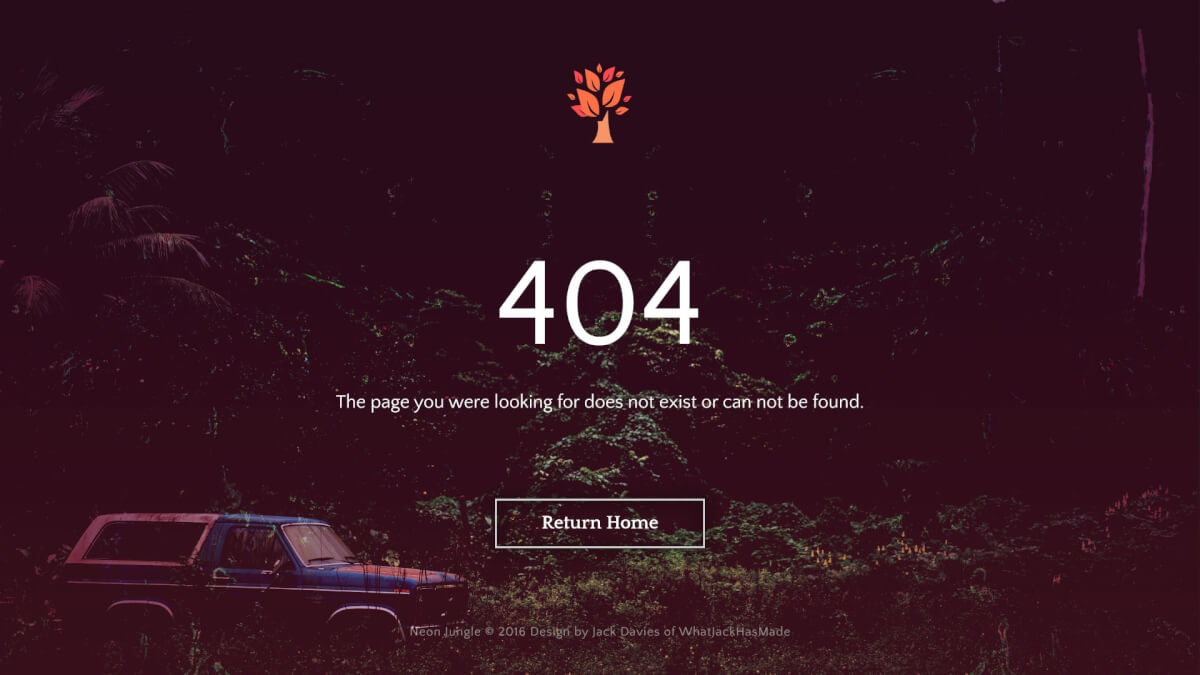 404
The page you were looking for does not exist or can not be found.
Return Home
Neon Jungle © 2016 Design by Jack Davies of WhatJackHasMade